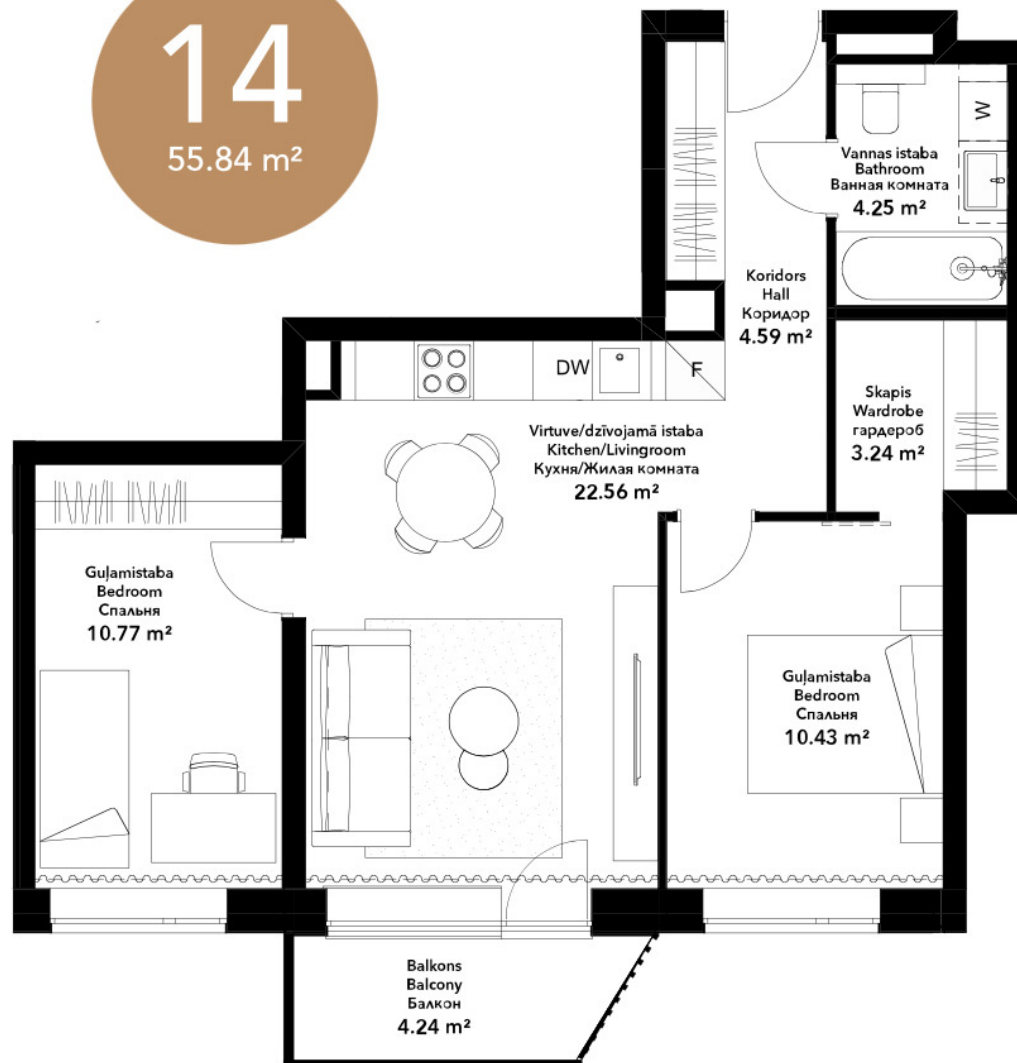 14
55.84 m²
W
Vannas istaba
Bathroom
Ванная комната
4.25 m²
Koridors
Hall
Коридор
4.59 m²
DW
F
Skapis
Wardrobe
гардероб
3.24 m²
Virtuve/dzīvojamā istaba
Kitchen/Livingroom
Кухня/Жилая комната
22.56 m²
Guļamistaba
Bedroom
Спальня
10.77 m²
Guļamistaba
Bedroom
Спальня
10.43 m²
Balkons
Balcony
Балкон
4.24 m²